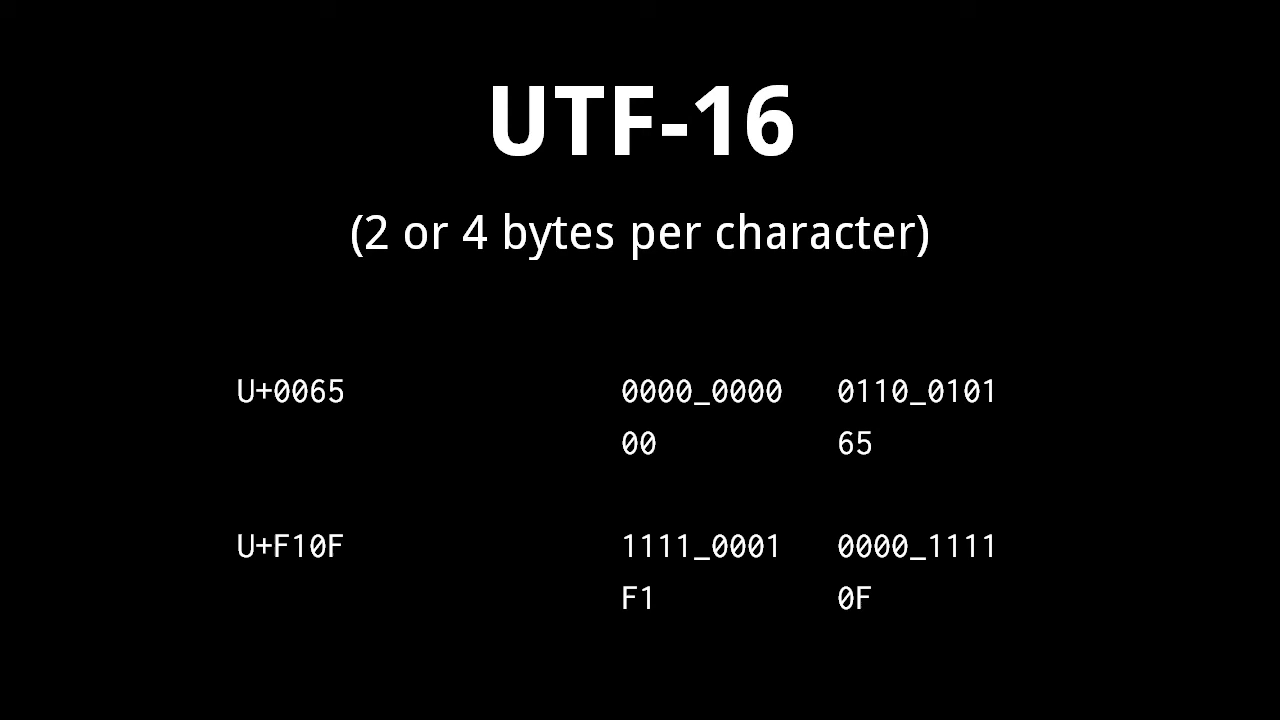 UTF-16
(2 or 4 bytes per character)
U+0065 0000_0000 0110_0101
00 65
U+F10F 1111_0001 0000_1111
F1 0F